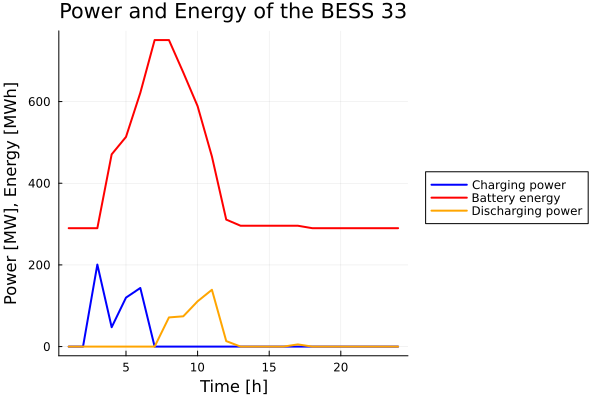 Power and Energy of the BESS 33
Power [MW], Energy [MWh]
600
400
200
0
5
10
15
20
Time [h]
Charging power
Battery energy
Discharging power